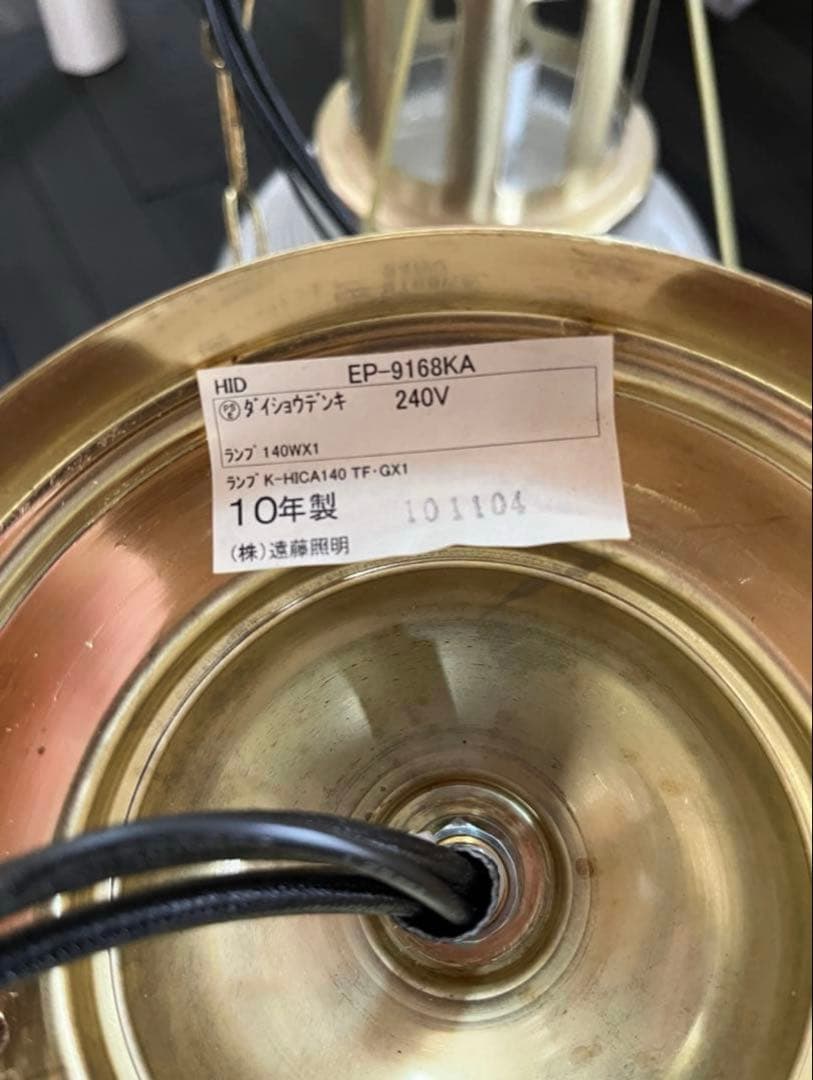 HID EP-9168KA
PSE ダイショウデンキ 240V
ランプ 140WX1
ランプ K-HICA140 TF・GX1
10年製 101104
(株)遠藤照明